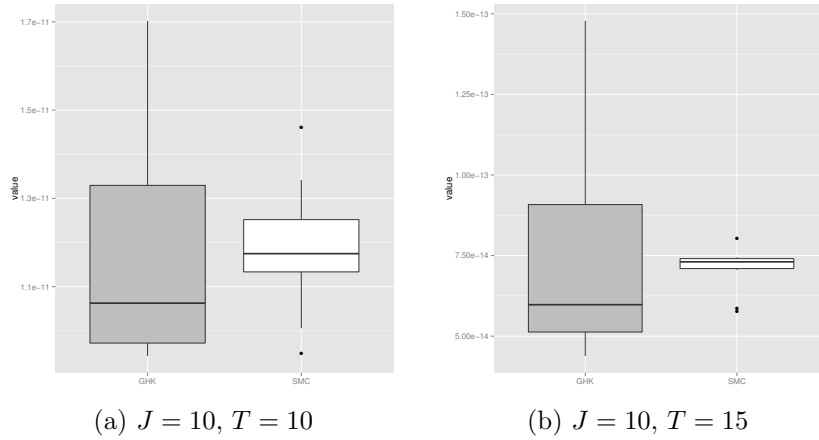 1.7e−11
1.5e−11
1.3e−11
1.1e−11
value
GHK
SMC
(a) J = 10, T = 10
1.50e−13
1.25e−13
1.00e−13
7.50e−14
5.00e−14
value
GHK
SMC
(b) J = 10, T = 15